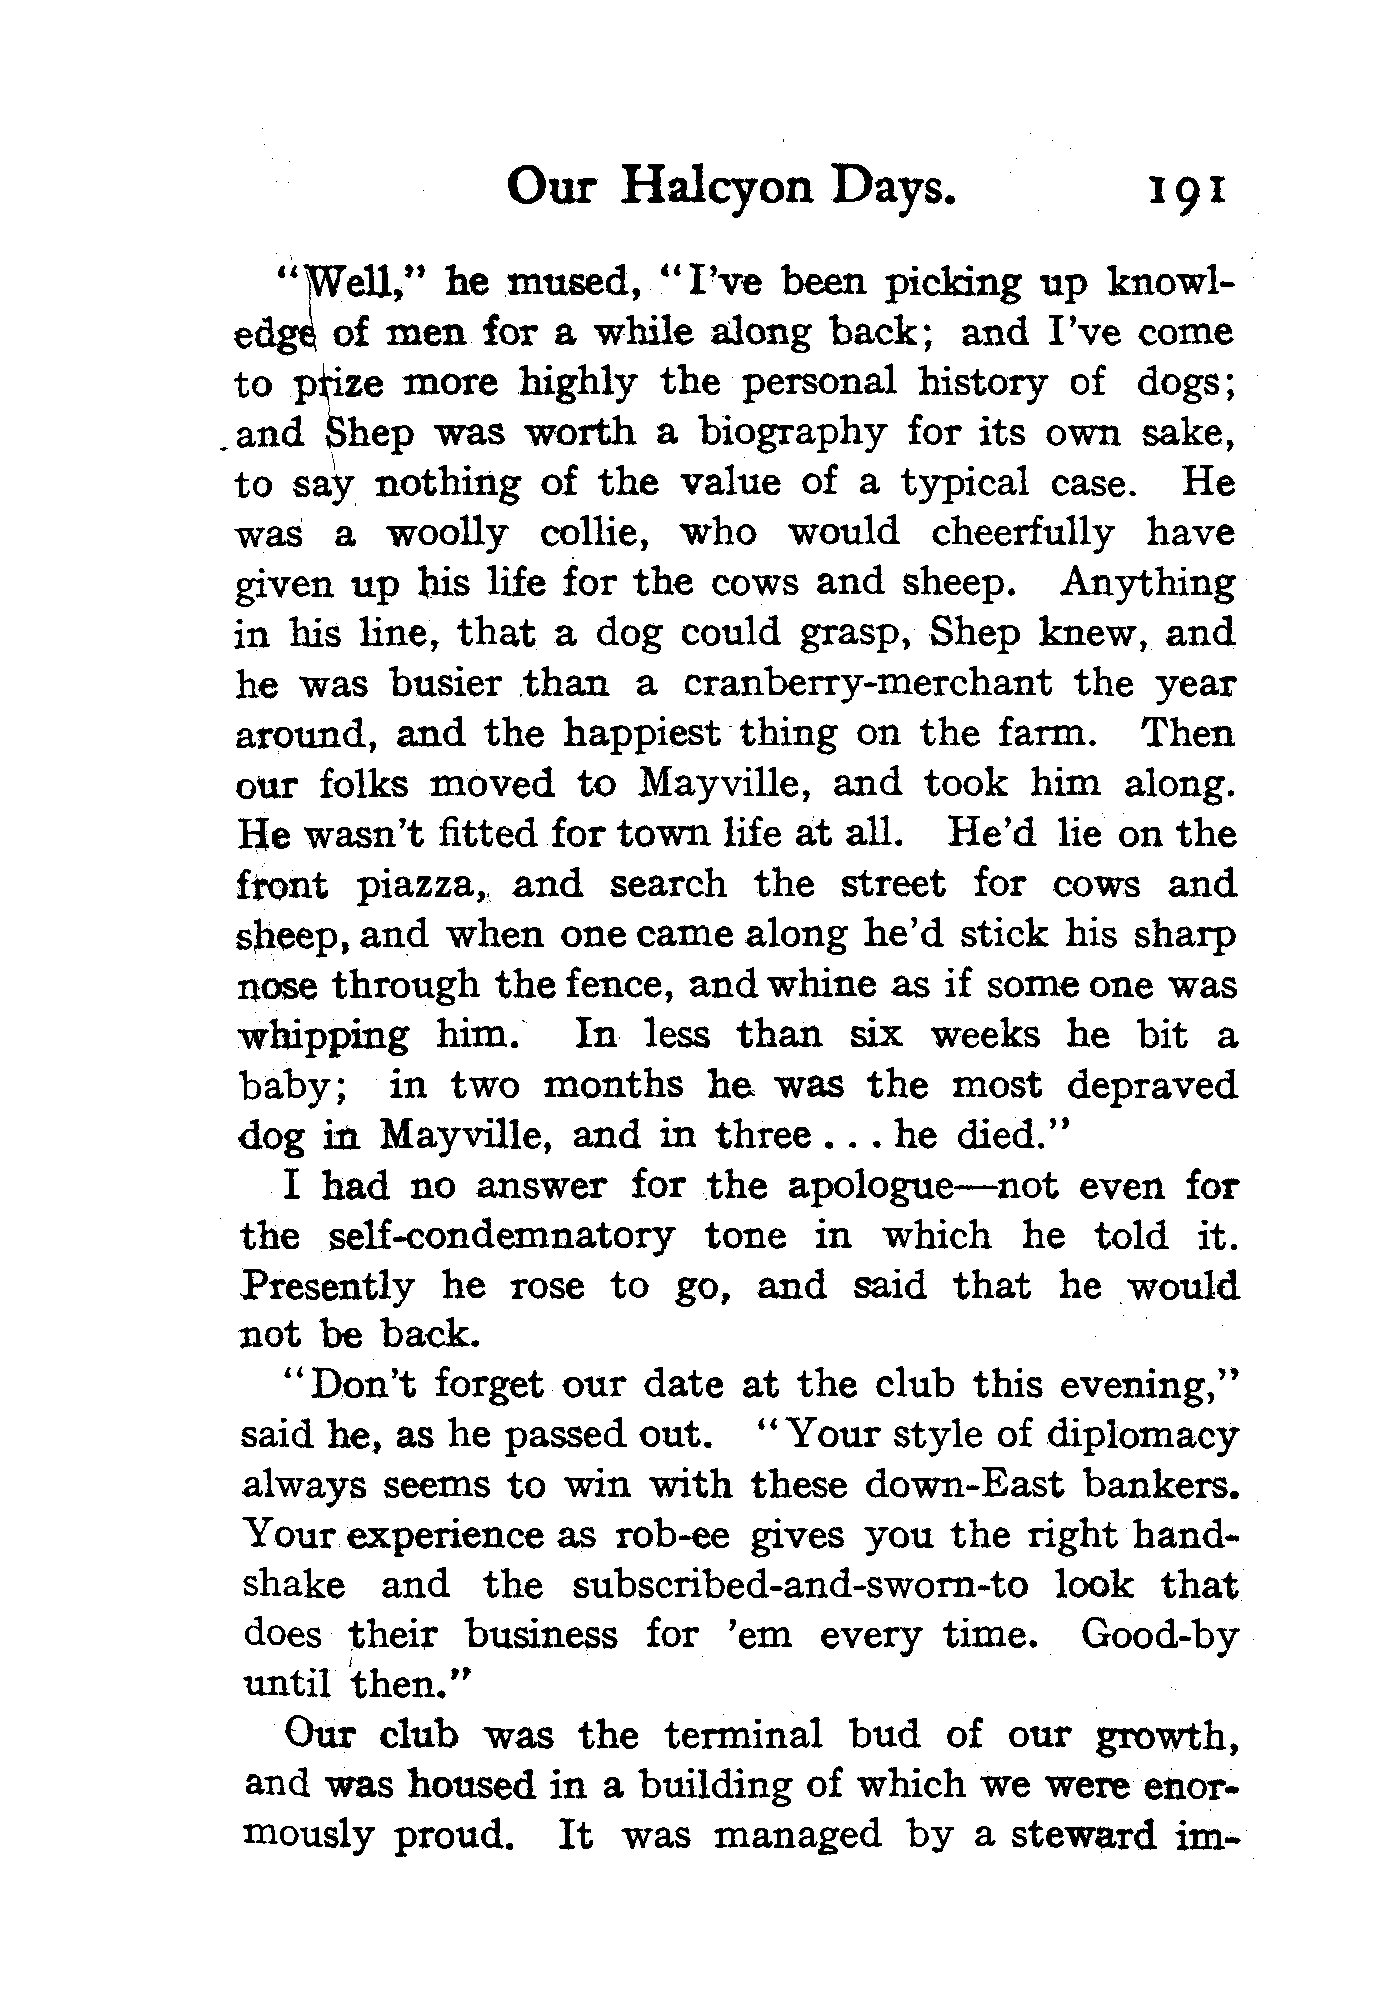 Our Halcyon Days. 191
"Well," he mused, "I've been picking up knowl-
edge of men for a while along back; and I've come
to prize more highly the personal history of dogs;
and Shep was worth a biography for its own sake,
to say nothing of the value of a typical case. He
was a woolly collie, who would cheerfully have
given up his life for the cows and sheep. Anything
in his line, that a dog could grasp, Shep knew, and
he was busier than a cranberry-merchant the year
around, and the happiest thing on the farm. Then
our folks moved to Mayville, and took him along.
He wasn't fitted for town life at all. He'd lie on the
front piazza, and search the street for cows and
sheep, and when one came along he'd stick his sharp
nose through the fence, and whine as if some one was
whipping him. In less than six weeks he bit a
baby; in two months he was the most depraved
dog in Mayville, and in three . . . he died."
I had no answer for the apologue—not even for
the self-condemnatory tone in which he told it.
Presently he rose to go, and said that he would
not be back.
"Don't forget our date at the club this evening,"
said he, as he passed out. "Your style of diplomacy
always seems to win with these down-East bankers.
Your experience as rob-ee gives you the right hand-
shake and the subscribed-and-sworn-to look that
does their business for 'em every time. Good-by
until then."
Our club was the terminal bud of our growth,
and was housed in a building of which we were enor-
mously proud. It was managed by a steward im-